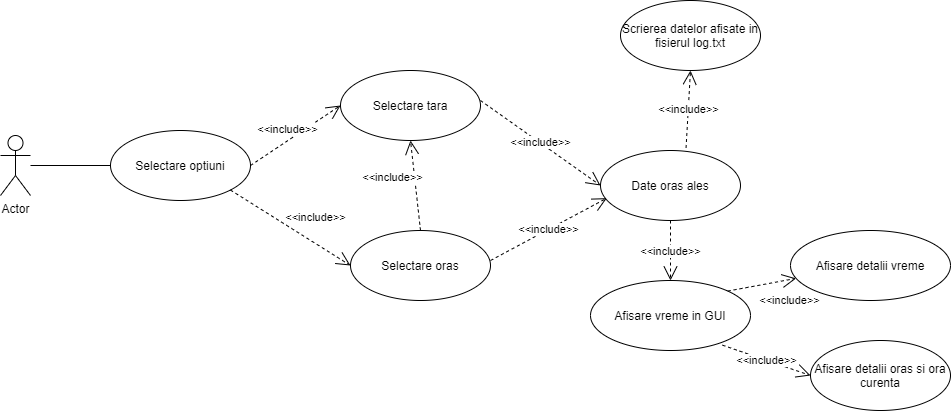 Scrierea datelor afisate in
fisierul log.txt
<<include>>
Selectare tara
<<include>>
<<include>>
Actor
Selectare optiuni
<<include>>
Date oras ales
<<include>>
<<include>>
Selectare oras
<<include>>
Afisare vreme in GUI
Afisare detalii vreme
<<include>>
<<include>>
Afisare detalii oras si ora
curenta
<<include>>